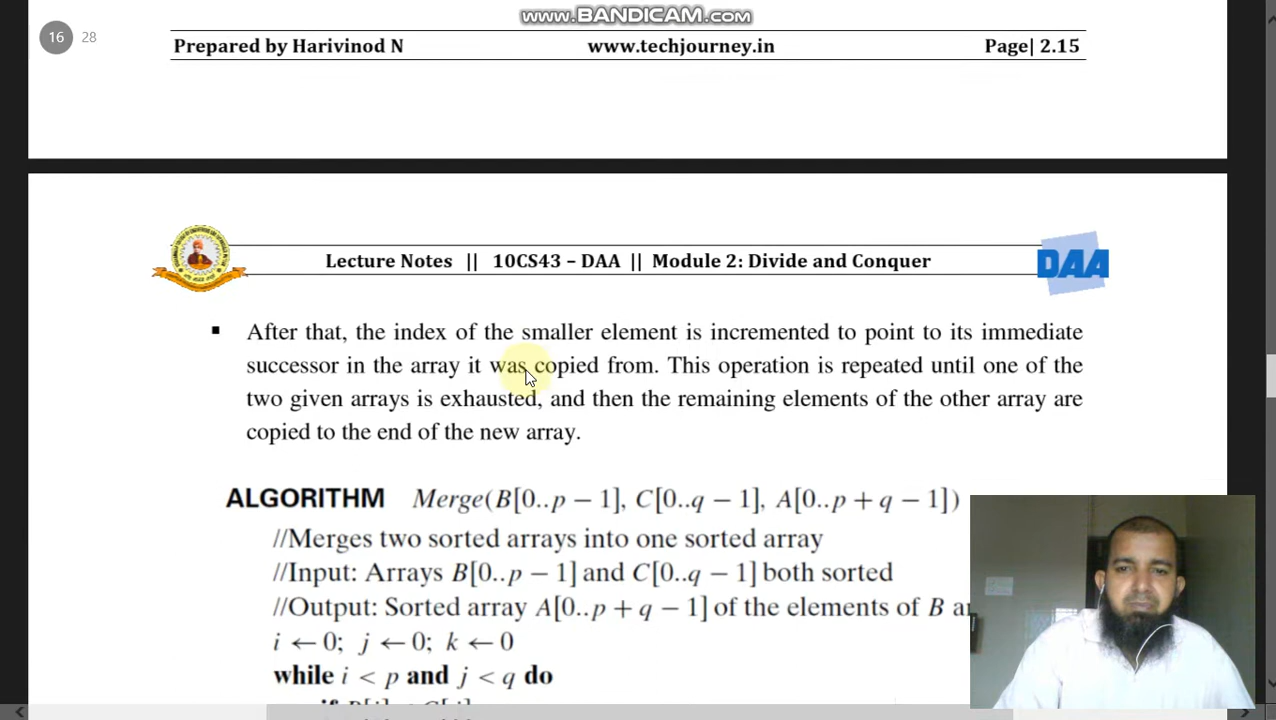 www.BANDICAM.com
16 28
Prepared by Harivinod N www.techjourney.in Page| 2.15
Lecture Notes || 10CS43 – DAA || Module 2: Divide and Conquer
DAA
▪ After that, the index of the smaller element is incremented to point to its immediate
successor in the array it was copied from. This operation is repeated until one of the
two given arrays is exhausted, and then the remaining elements of the other array are
copied to the end of the new array.
ALGORITHM Merge(B[0..p − 1], C[0..q − 1], A[0..p + q − 1])
//Merges two sorted arrays into one sorted array
//Input: Arrays B[0..p − 1] and C[0..q − 1] both sorted
//Output: Sorted array A[0..p + q − 1] of the elements of B
i ← 0; j ← 0; k ← 0
while i < p and j < q do